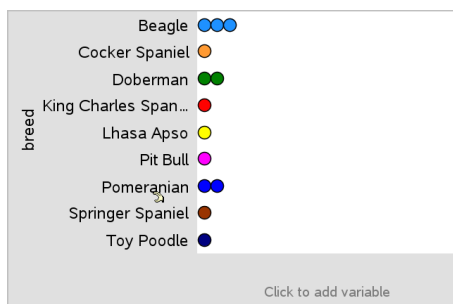 Beagle
Cocker Spaniel
Doberman
King Charles Span...
Lhasa Apso
Pit Bull
Pomeranian
Springer Spaniel
Toy Poodle
breed
Click to add variable